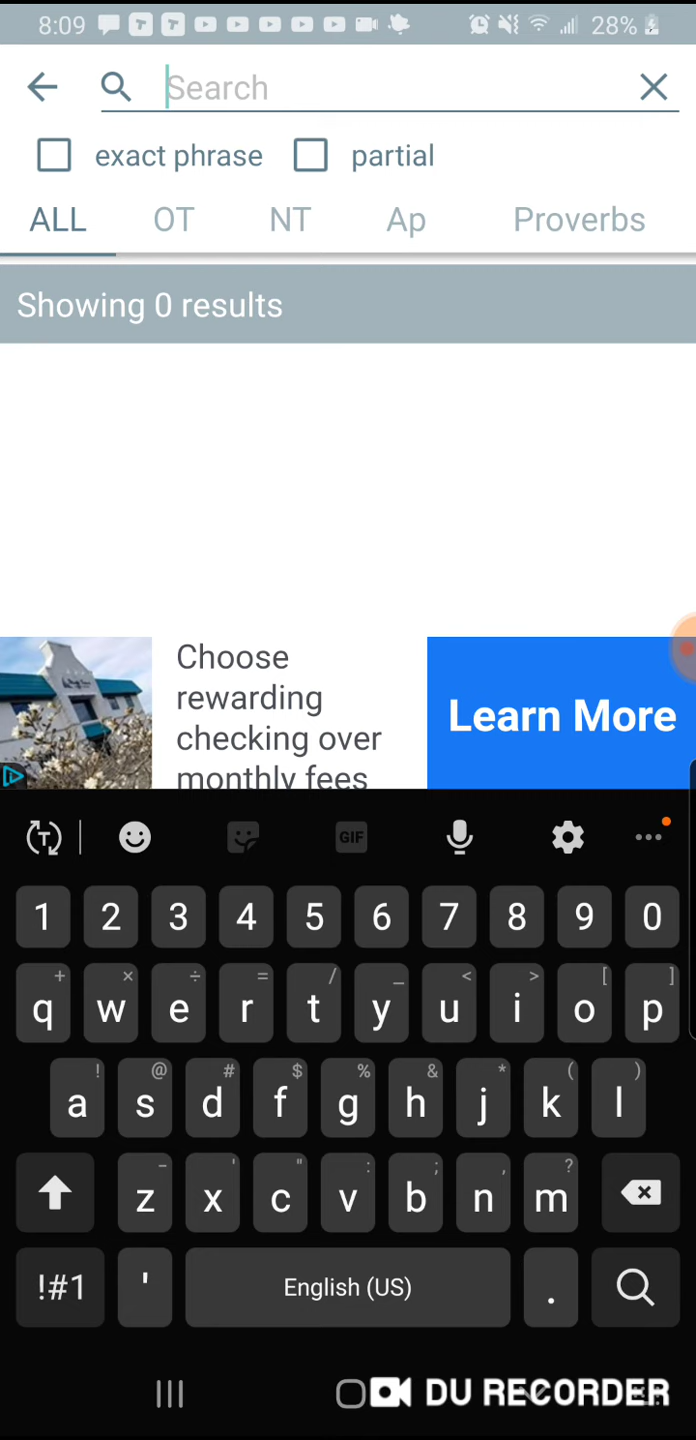 8:09 28%
Search
exact phrase partial
ALL OT NT Ap Proverbs
Showing 0 results
Choose
rewarding
checking over
monthly fees
Learn More
T GIF
1 2 3 4 5 6 7 8 9 0
+ × ÷ = / _ < > [ ]
q w e r t y u i o p
! @ # $ % & * ( )
a s d f g h j k l
- ' " : ; , ?
z x c v b n m
!#1 ' English (US) .
DU RECORDER